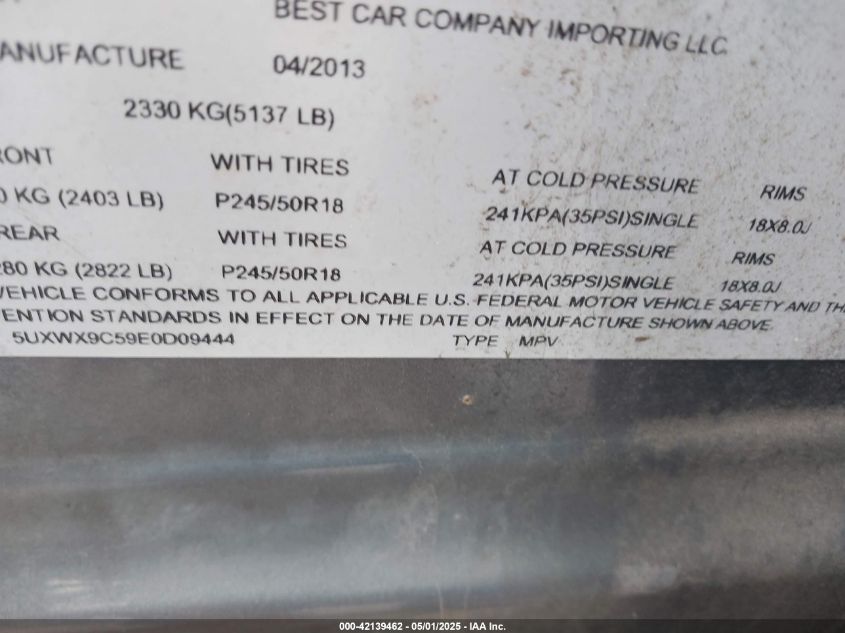 BEST CAR COMPANY IMPORTING LLC
ANUFACTURE 04/2013
2330 KG(5137 LB)
RONT WITH TIRES AT COLD PRESSURE RIMS
0 KG (2403 LB) P245/50R18 241KPA(35PSI)SINGLE 18X8.0J
REAR WITH TIRES AT COLD PRESSURE RIMS
280 KG (2822 LB) P245/50R18 241KPA(35PSI)SINGLE 18X8.0J
VEHICLE CONFORMS TO ALL APPLICABLE U.S. FEDERAL MOTOR VEHICLE SAFETY AND TH
ENTION STANDARDS IN EFFECT ON THE DATE OF MANUFACTURE SHOWN ABOVE.
5UXWX9C59E0D09444 TYPE MPV
000-42139462 - 05/01/2025 - IAA Inc.